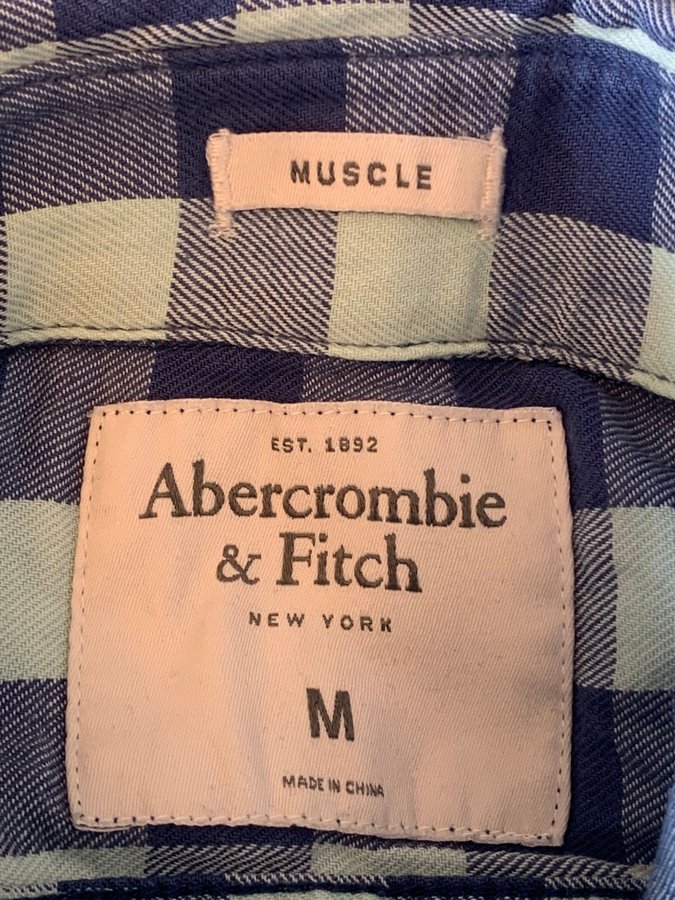 MUSCLE
EST. 1892
Abercrombie
& Fitch
NEW YORK
M
MADE IN CHINA